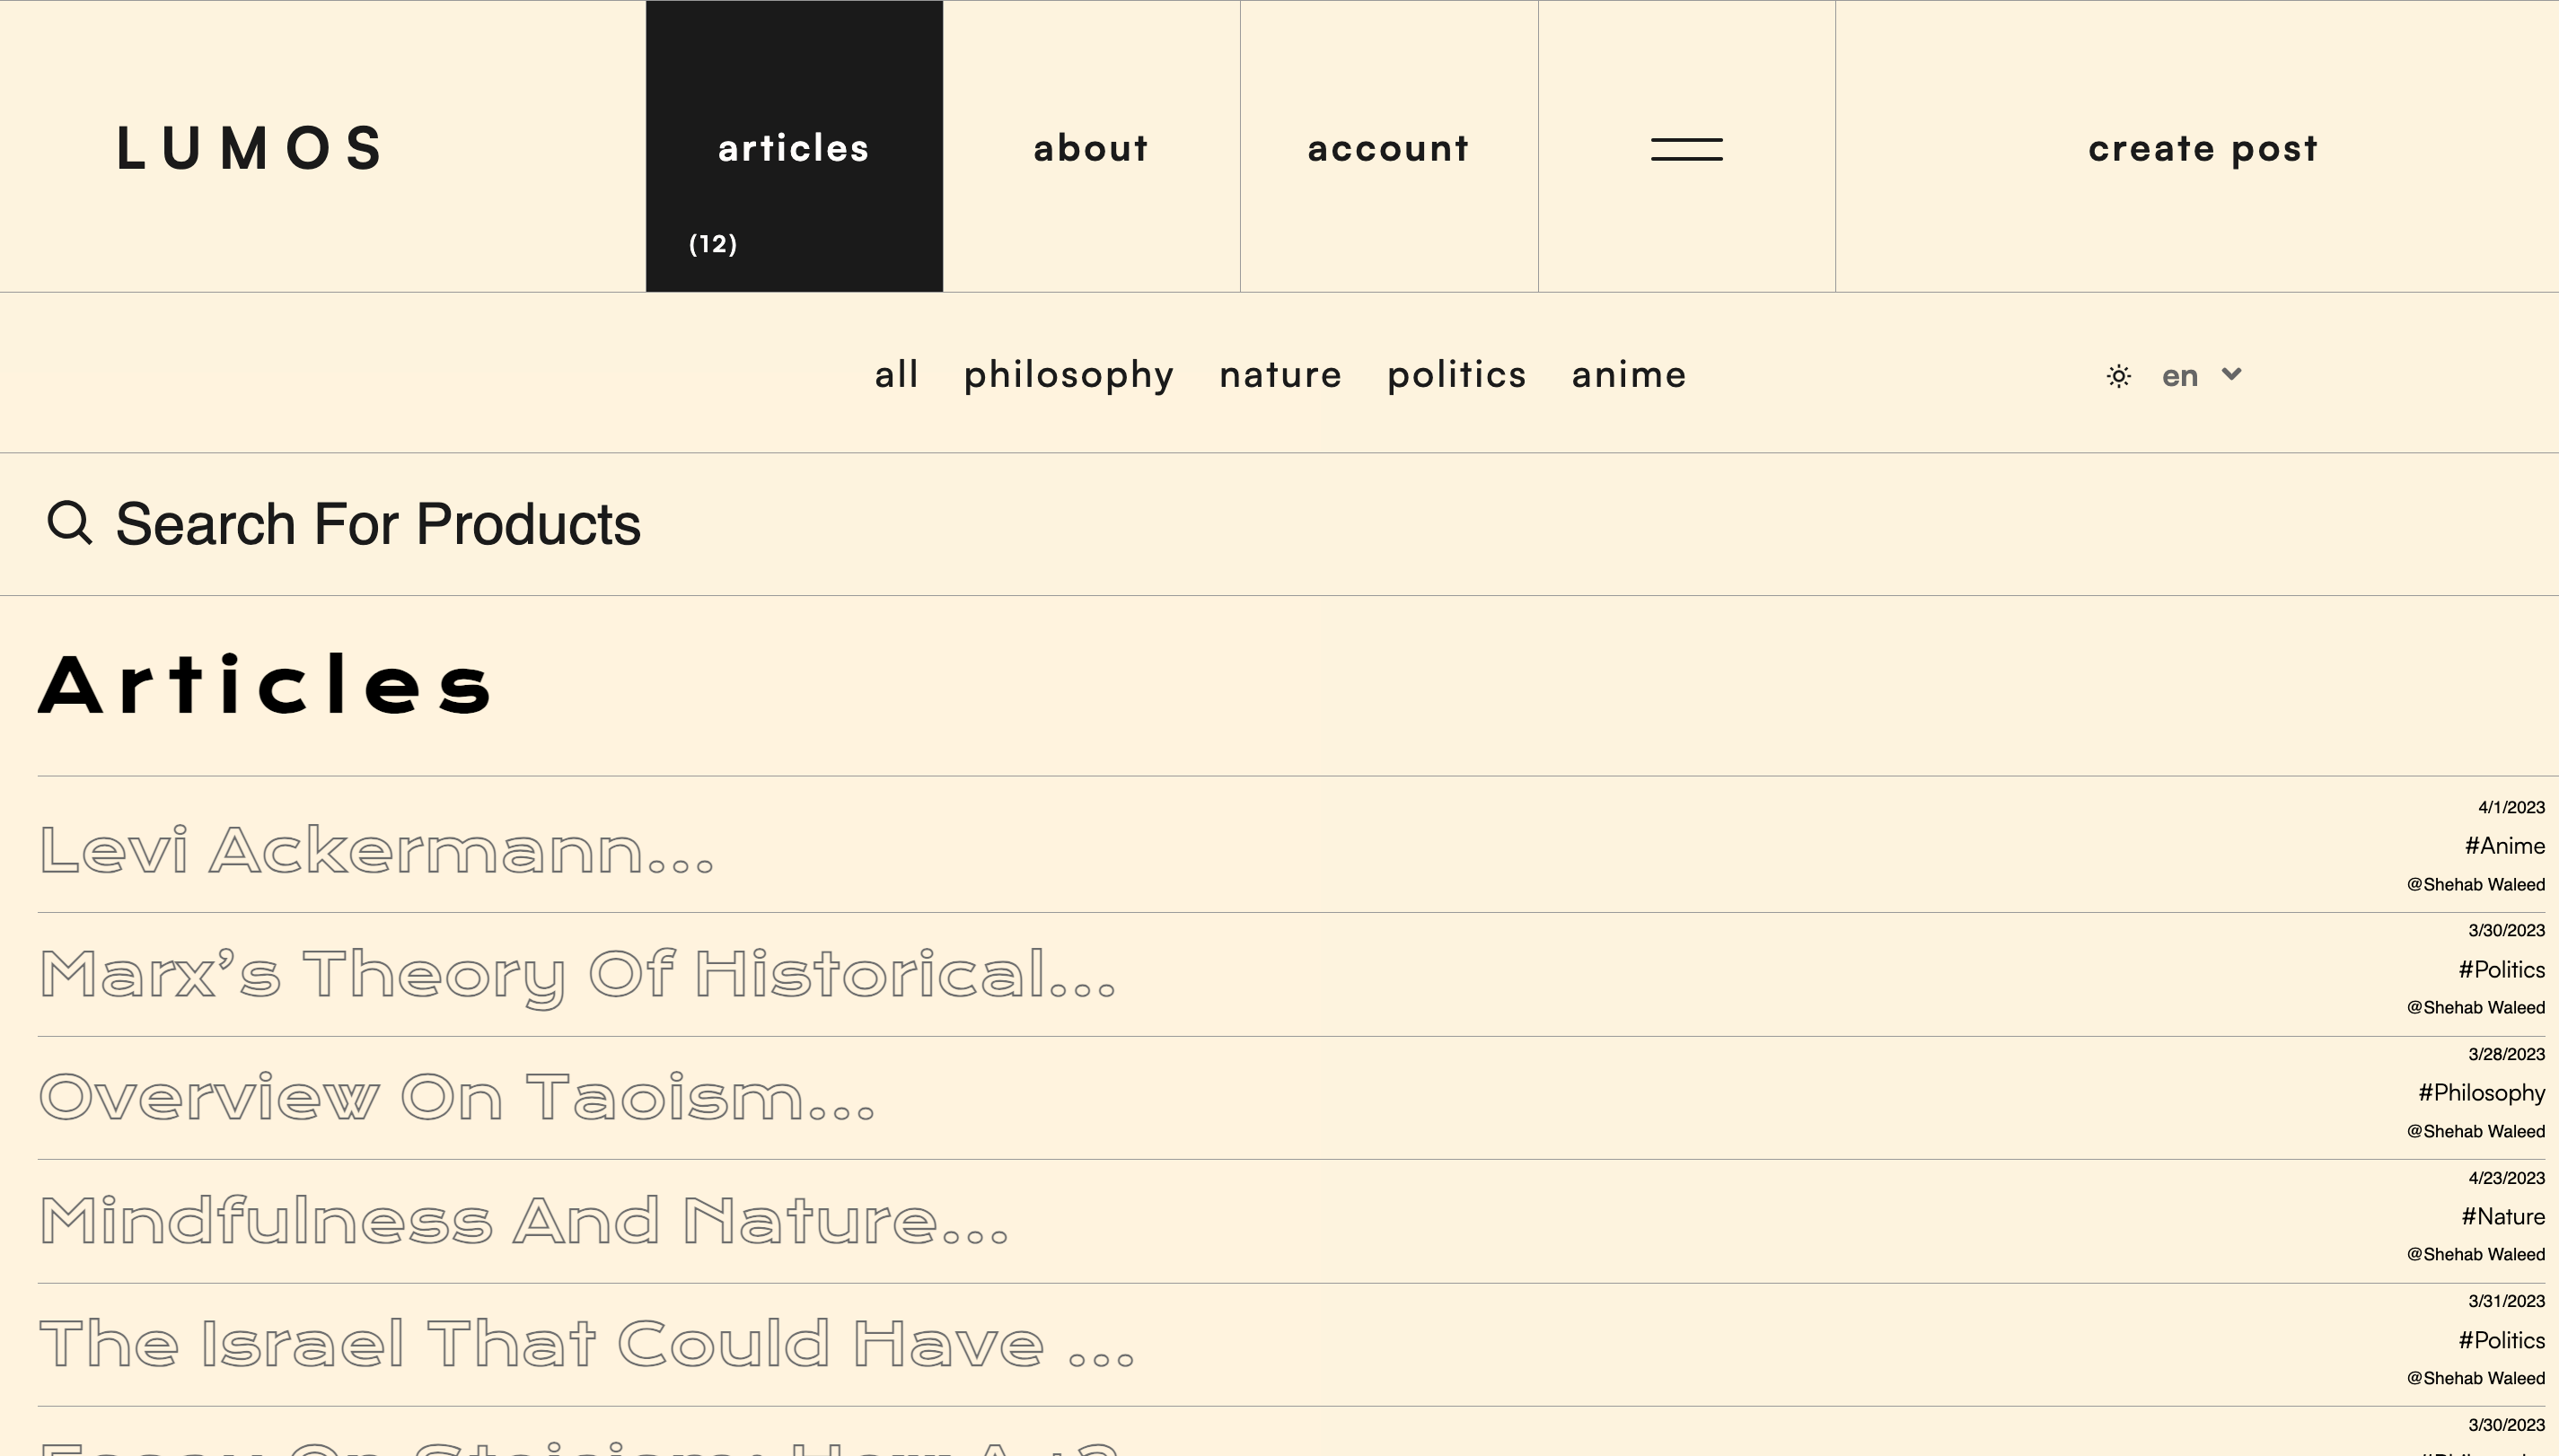 LUMOS
articles
about
account
create post
(12)
all philosophy nature politics anime
en
Search For Products
Articles
4/1/2023
Levi Ackermann...
#Anime
@Shehab Waleed
3/30/2023
Marx’s Theory Of Historical...
#Politics
@Shehab Waleed
3/28/2023
Overview On Taoism...
#Philosophy
@Shehab Waleed
4/23/2023
Mindfulness And Nature...
#Nature
@Shehab Waleed
3/31/2023
The Israel That Could Have ...
#Politics
@Shehab Waleed
3/30/2023